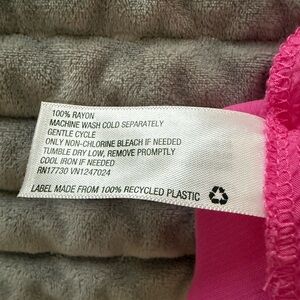 100% RAYON
MACHINE WASH COLD SEPARATELY
GENTLE CYCLE
ONLY NON-CHLORINE BLEACH IF NEEDED
TUMBLE DRY LOW, REMOVE PROMPTLY
COOL IRON IF NEEDED
RN17730 VN1247024
LABEL MADE FROM 100% RECYCLED PLASTIC